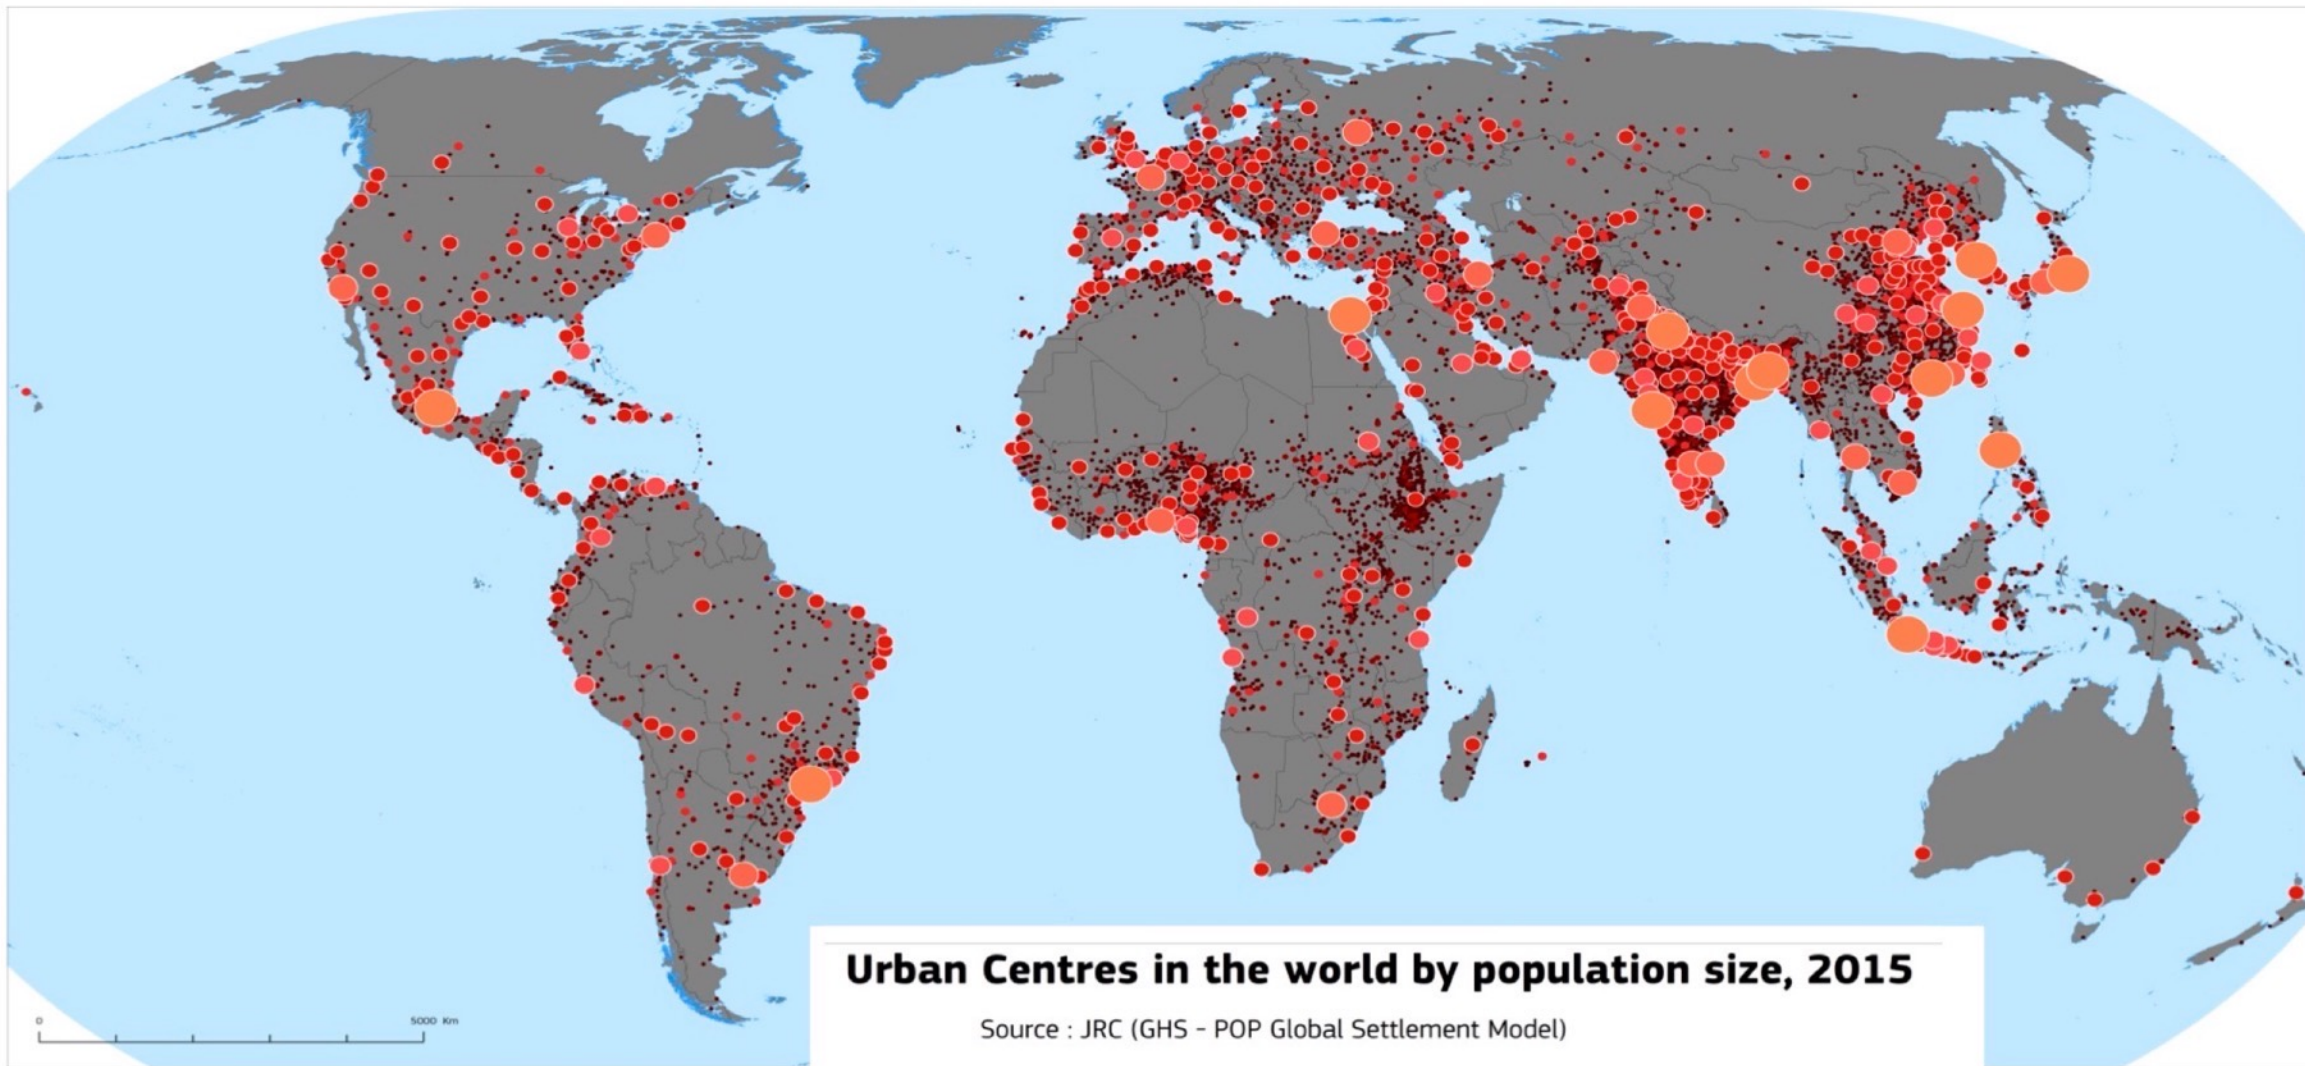 0 5000 Km
Urban Centres in the world by population size, 2015
Source : JRC (GHS - POP Global Settlement Model)